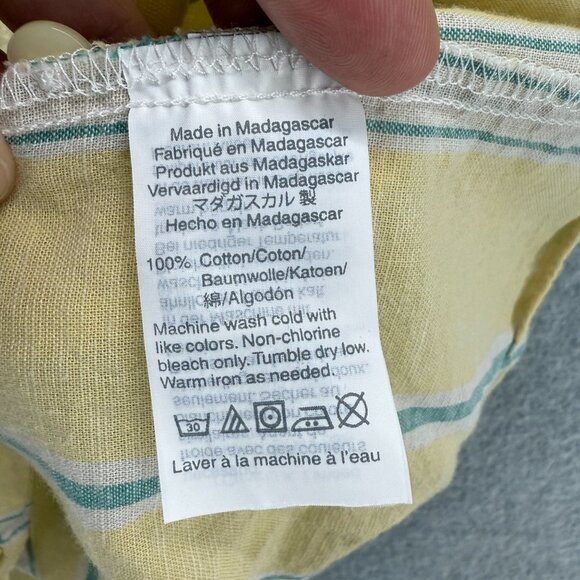 Made in Madagascar
Fabriqué en Madagascar
Produkt aus Madagaskar
Vervaardigd in Madagascar
マダガスカル 製
Hecho en Madagascar
100% Cotton/Coton/
Baumwolle/Katoen/
綿/Algodón
Machine wash cold with
like colors. Non-chlorine
bleach only. Tumble dry low.
Warm iron as needed.
30
Laver à la machine à l'eau